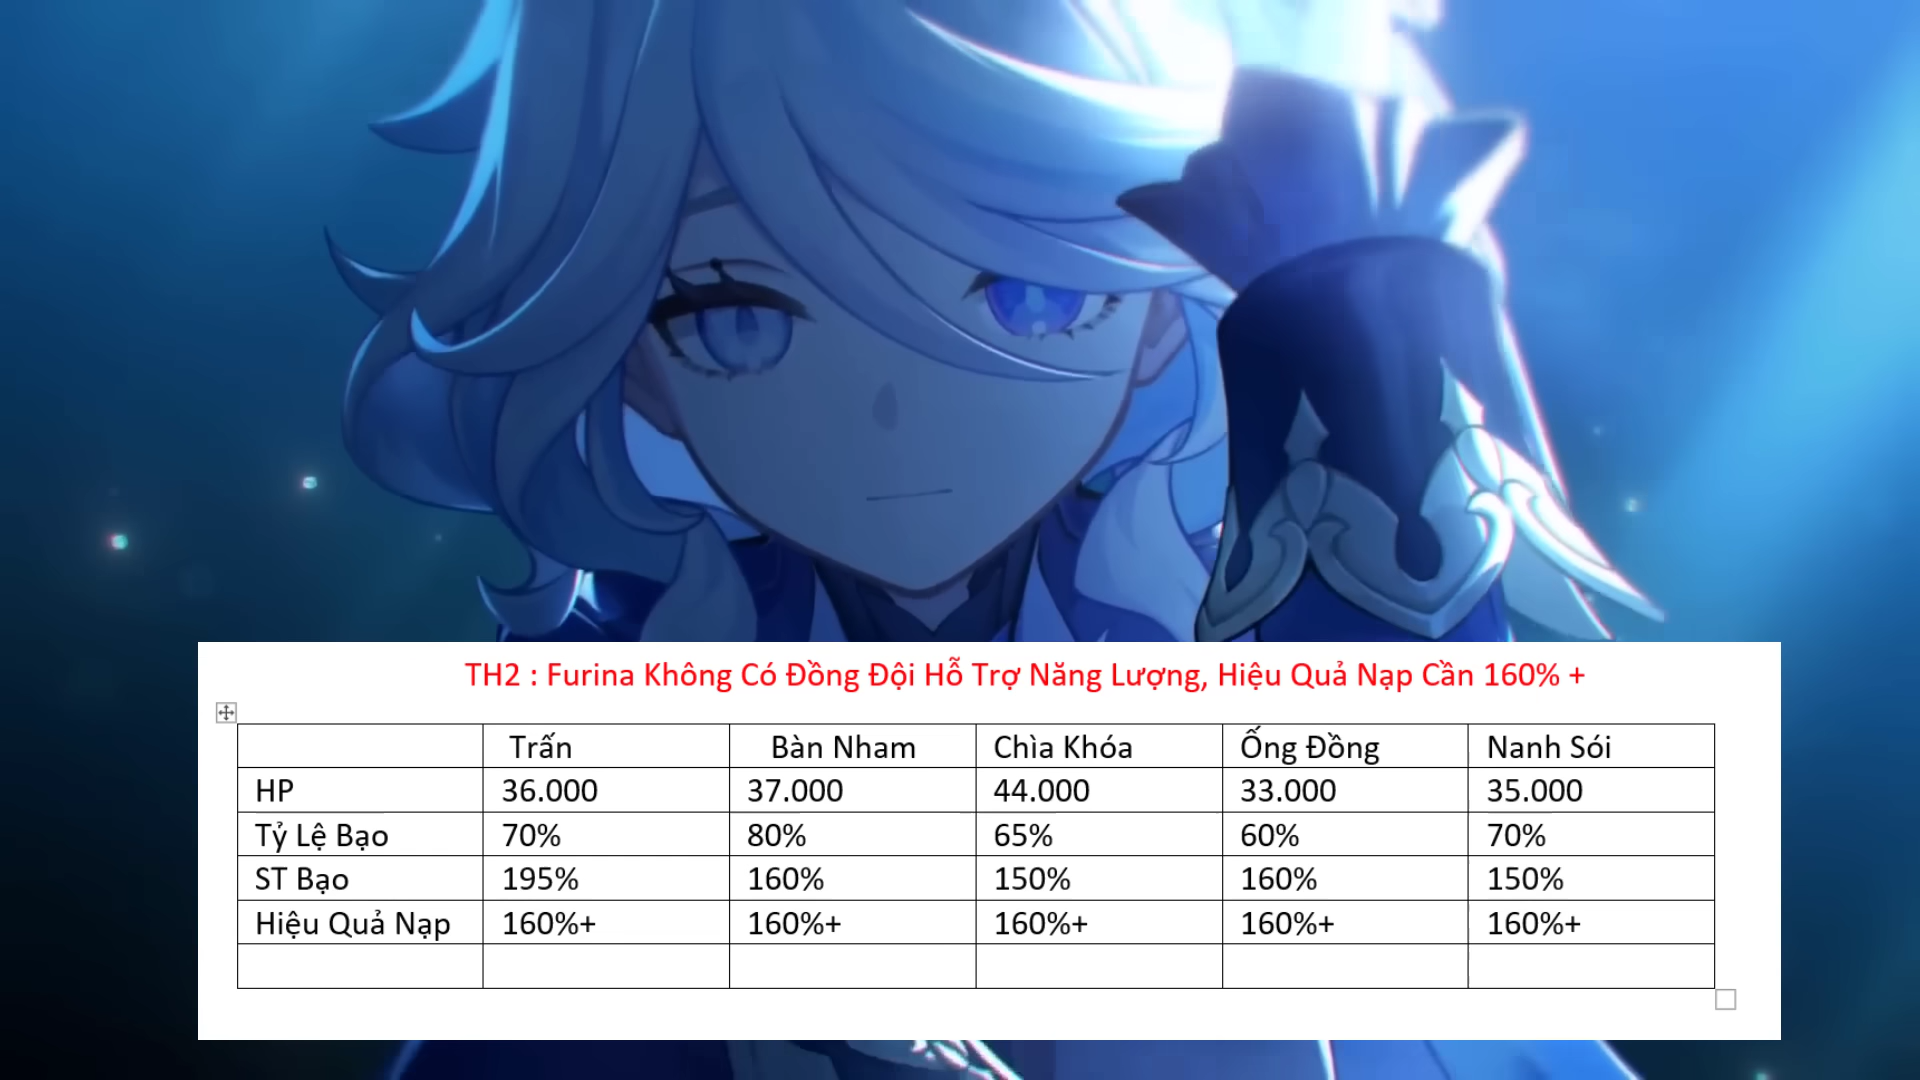 TH2 : Furina Không Có Đồng Đội Hỗ Trợ Năng Lượng, Hiệu Quả Nạp Cần 160% +
Trấn Bàn Nham Chìa Khóa Ống Đồng Nanh Sói
HP 36.000 37.000 44.000 33.000 35.000
Tỷ Lệ Bạo 70% 80% 65% 60% 70%
ST Bạo 195% 160% 150% 160% 150%
Hiệu Quả Nạp 160%+ 160%+ 160%+ 160%+ 160%+